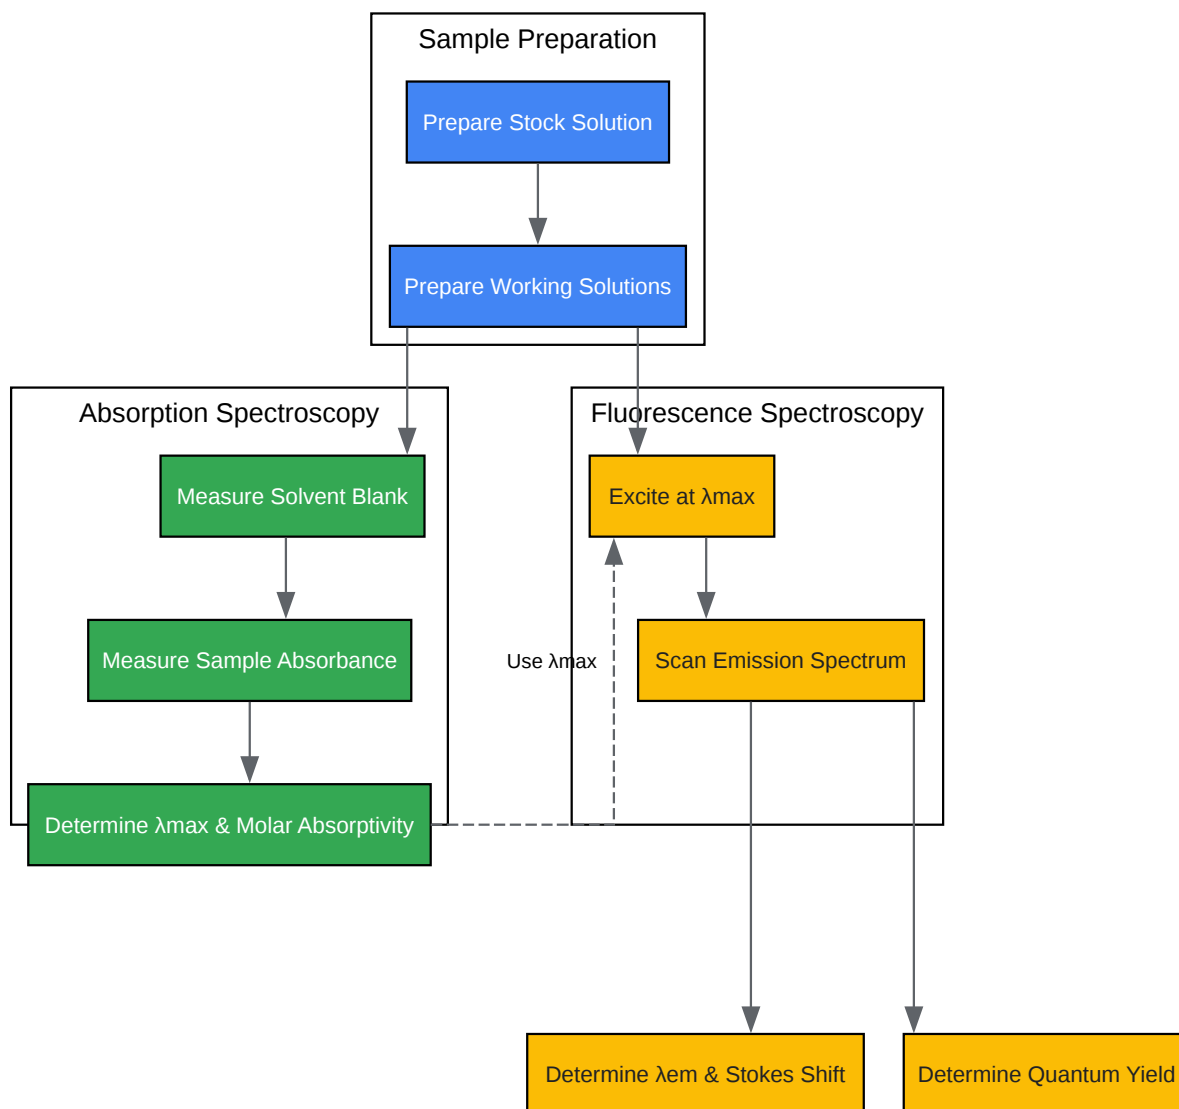 Sample Preparation
Prepare Stock Solution
Prepare Working Solutions
Absorption Spectroscopy
Measure Solvent Blank
Measure Sample Absorbance
Determine λmax & Molar Absorptivity
Use λmax
Fluorescence Spectroscopy
Excite at λmax
Scan Emission Spectrum
Determine λem & Stokes Shift
Determine Quantum Yield